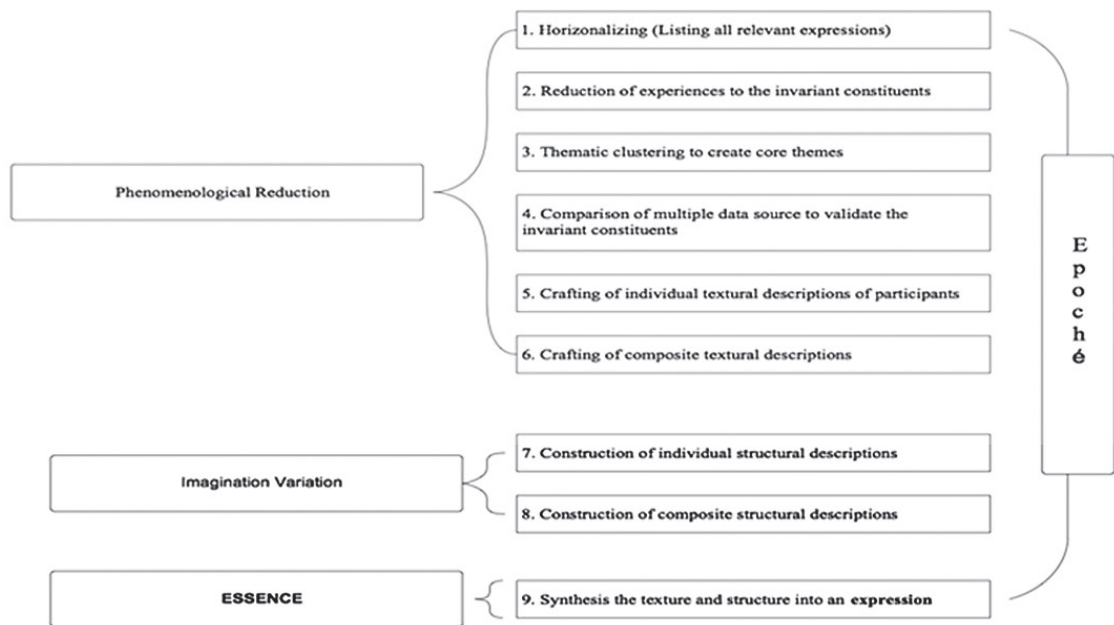 1. Horizonalizing (Listing all relevant expressions)
2. Reduction of experiences to the invariant constituents
3. Thematic clustering to create core themes
Phenomenological Reduction
4. Comparison of multiple data source to validate the
invariant constituents
5. Crafting of individual textural descriptions of participants
6. Crafting of composite textural descriptions
Epoché
7. Construction of individual structural descriptions
Imagination Variation
8. Construction of composite structural descriptions
ESSENCE
9. Synthesis the texture and structure into an expression